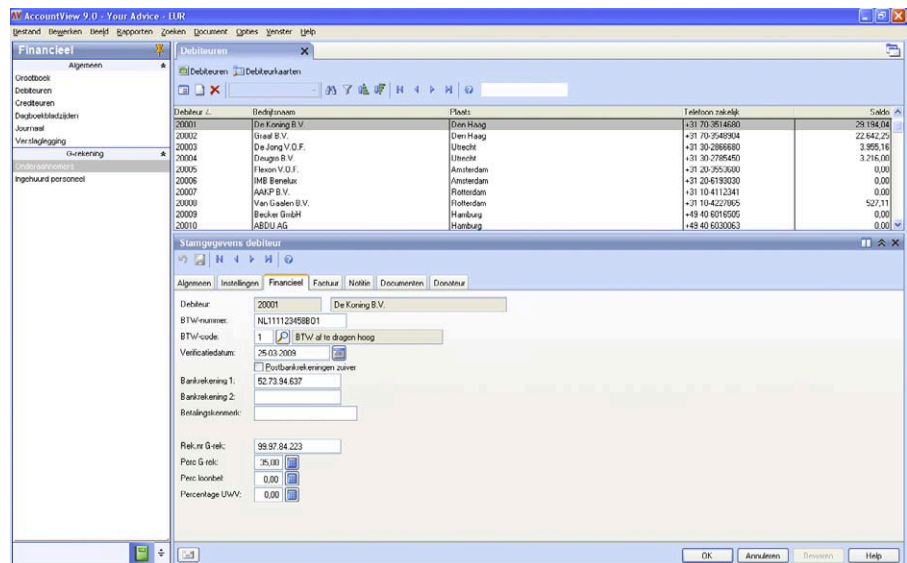 AccountView 9.0 - Your Advice - EUR
Bestand Bewerken Beeld Rapporten Zoeken Document Opties Venster Help
Financieel
Algemeen
Grootboek
Debiteuren
Crediteuren
Dagboekbladzijden
Journaal
Verslaglegging
G-rekening
Onderaannemers
Ingehuurd personeel
Debiteuren
Debiteuren Debiteurkaarten
Debiteur Bedrijfsnaam Plaats Telefoon zakelijk Saldo
20001 De Koning B.V. Den Haag +31 70-3514680 29.194,04
20002 Graaf B.V. Den Haag +31 70-3548904 22.642,25
20003 De Jong V.O.F. Utrecht +31 30-2866680 3.955,16
20004 Deugro B.V. Utrecht +31 30-2785450 3.216,00
20005 Flexon V.O.F. Amsterdam +31 20-3553600 0,00
20006 IMB Benelux Amsterdam +31 20-6193030 0,00
20007 AAKP B.V. Rotterdam +31 10-4112341 0,00
20008 Van Gaalen B.V. Rotterdam +31 10-4227865 527,11
20009 Becker GmbH Hamburg +49 40 6016505 0,00
20010 ABDU AG Hamburg +49 40 6030063 0,00
Stamgegevens debiteur
Algemeen Instellingen Financieel Factuur Notitie Documenten Donateur
Debiteur: 20001 De Koning B.V.
BTW-nummer: NL111123458B01
BTW-code: 1 BTW af te dragen hoog
Verificatiedatum: 25-03-2009
Postbankrekeningen zuiver
Bankrekening 1: 52.73.94.637
Bankrekening 2:
Betalingskenmerk:
Rek.nr G-rek: 99.97.84.223
Perc G-rek: 35,00
Perc loonbel: 0,00
Percentage UWV: 0,00
OK Annuleren Bewaren Help